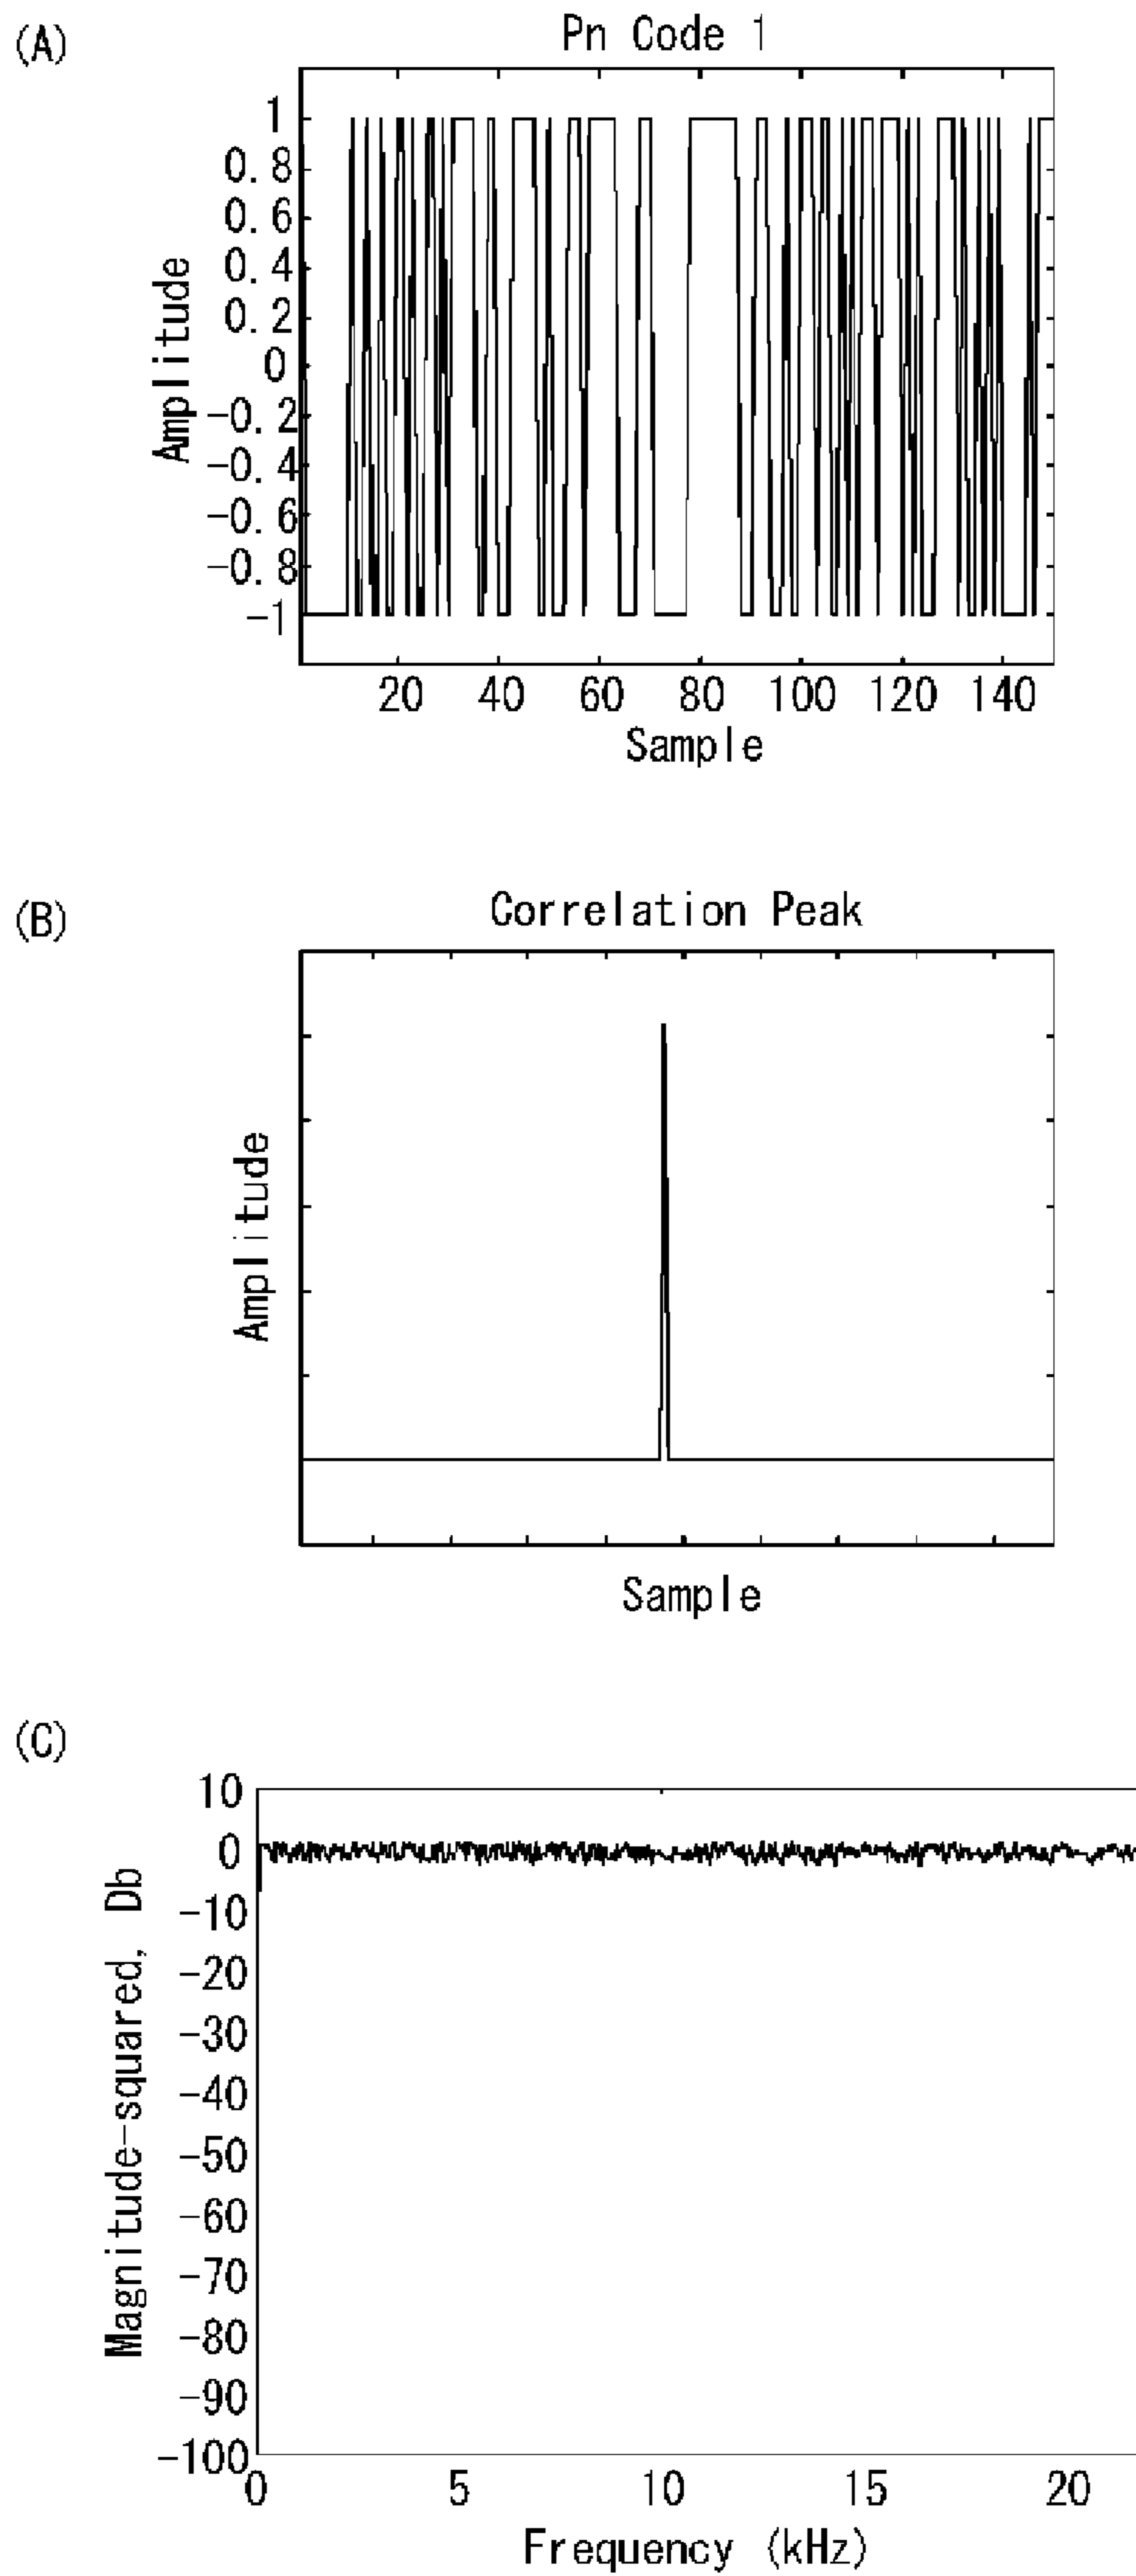 (A)
Pn Code 1
1
0.8
0.6
0.4
0.2
0
-0.2
-0.4
-0.6
-0.8
-1
Amplitude
20 40 60 80 100 120 140
Sample
(B)
Correlation Peak
Amplitude
Sample
(C)
10
0
-10
-20
-30
-40
-50
-60
-70
-80
-90
-100
Magnitude-squared, Db
0 5 10 15 20
Frequency (kHz)